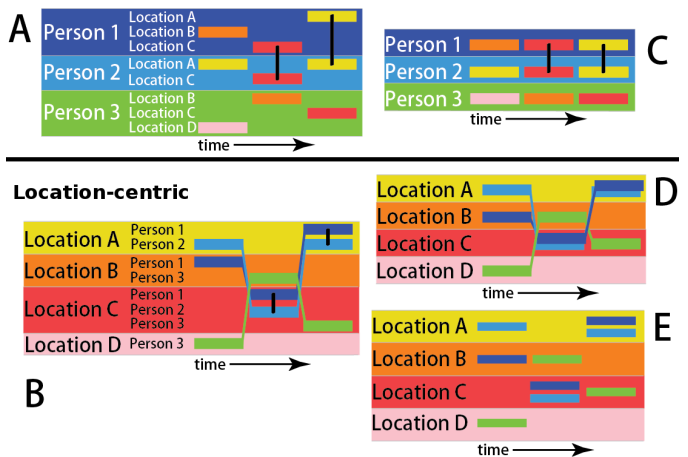 A
Person 1
Location A
Location B
Location C
Person 2
Location A
Location C
Person 3
Location B
Location C
Location D
time
C
Person 1
Person 2
Person 3
time
Location-centric
Location A
Person 1
Person 2
Location B
Person 1
Person 3
Location C
Person 1
Person 2
Person 3
Location D
Person 3
time
B
D
Location A
Location B
Location C
Location D
time
E
Location A
Location B
Location C
Location D
time